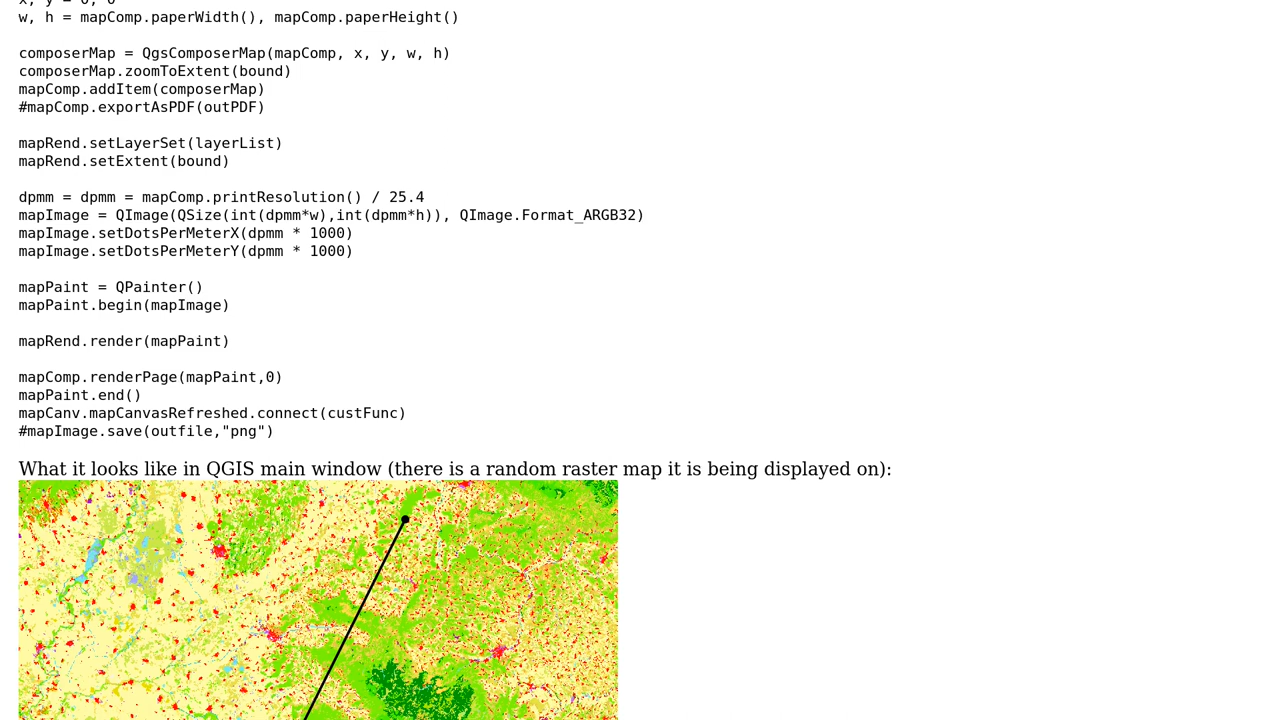 x, y = 0, 0
w, h = mapComp.paperWidth(), mapComp.paperHeight()
composerMap = QgsComposerMap(mapComp, x, y, w, h)
composerMap.zoomToExtent(bound)
mapComp.addItem(composerMap)
#mapComp.exportAsPDF(outPDF)
mapRend.setLayerSet(layerList)
mapRend.setExtent(bound)
dpmm = dpmm = mapComp.printResolution() / 25.4
mapImage = QImage(QSize(int(dpmm*w),int(dpmm*h)), QImage.Format_ARGB32)
mapImage.setDotsPerMeterX(dpmm * 1000)
mapImage.setDotsPerMeterY(dpmm * 1000)
mapPaint = QPainter()
mapPaint.begin(mapImage)
mapRend.render(mapPaint)
mapComp.renderPage(mapPaint,0)
mapPaint.end()
mapCanv.mapCanvasRefreshed.connect(custFunc)
#mapImage.save(outfile,"png")
What it looks like in QGIS main window (there is a random raster map it is being displayed on):